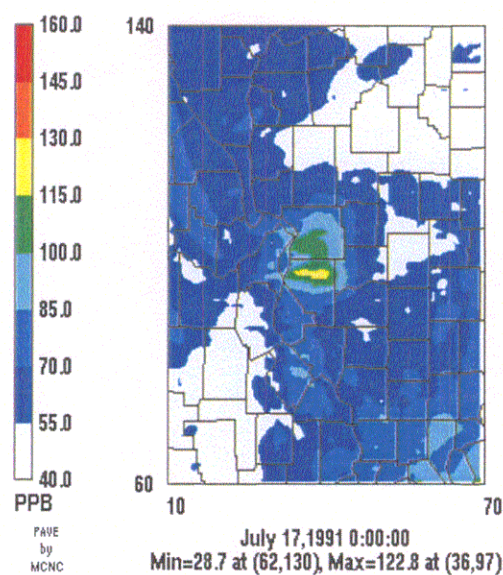 160.0
145.0
130.0
115.0
100.0
85.0
70.0
55.0
40.0
PPB
PAVE
by
MCNC
140
60
10
70
July 17,1991 0:00:00
Min=28.7 at (62,130), Max=122.8 at (36,97)